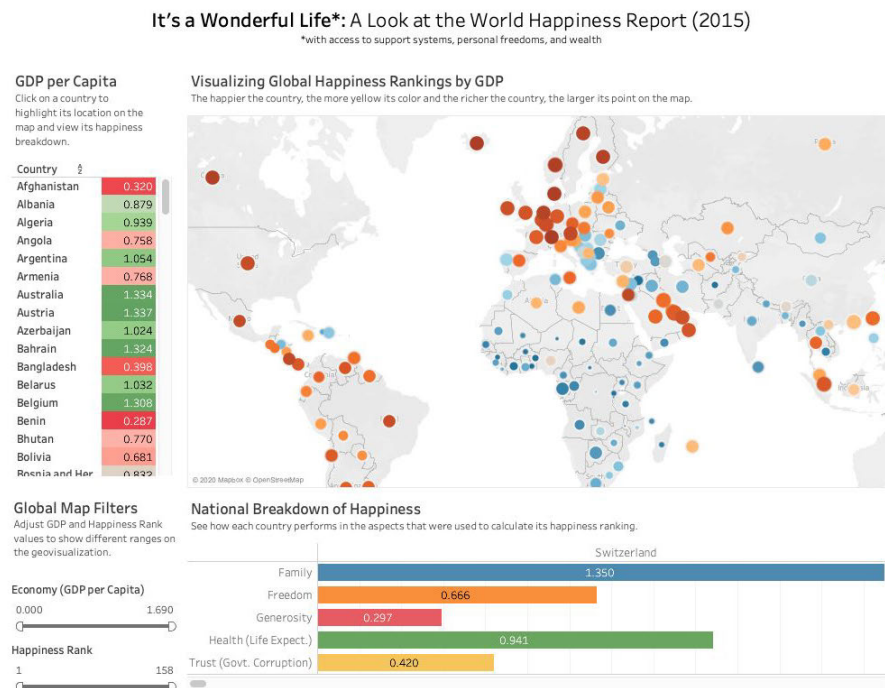 It's a Wonderful Life*: A Look at the World Happiness Report (2015)
*with access to support systems, personal freedoms, and wealth
GDP per Capita
Click on a country to
highlight its location on the
map and view its happiness
breakdown.
Country
Afghanistan 0.320
Albania 0.879
Algeria 0.939
Angola 0.758
Argentina 1.054
Armenia 0.768
Australia 1.334
Austria 1.337
Azerbaijan 1.024
Bahrain 1.324
Bangladesh 0.398
Belarus 1.032
Belgium 1.308
Benin 0.287
Bhutan 0.770
Bolivia 0.681
Bosnia and Her.. 0.832
Visualizing Global Happiness Rankings by GDP
The happier the country, the more yellow its color and the richer the country, the larger its point on the map.
© 2020 Mapbox © OpenStreetMap
Global Map Filters
Adjust GDP and Happiness Rank
values to show different ranges on
the geovisualization.
Economy (GDP per Capita)
0.000 1.690
Happiness Rank
1 158
National Breakdown of Happiness
See how each country performs in the aspects that were used to calculate its happiness ranking.
Switzerland
Family 1.350
Freedom 0.666
Generosity 0.297
Health (Life Expect.) 0.941
Trust (Govt. Corruption) 0.420